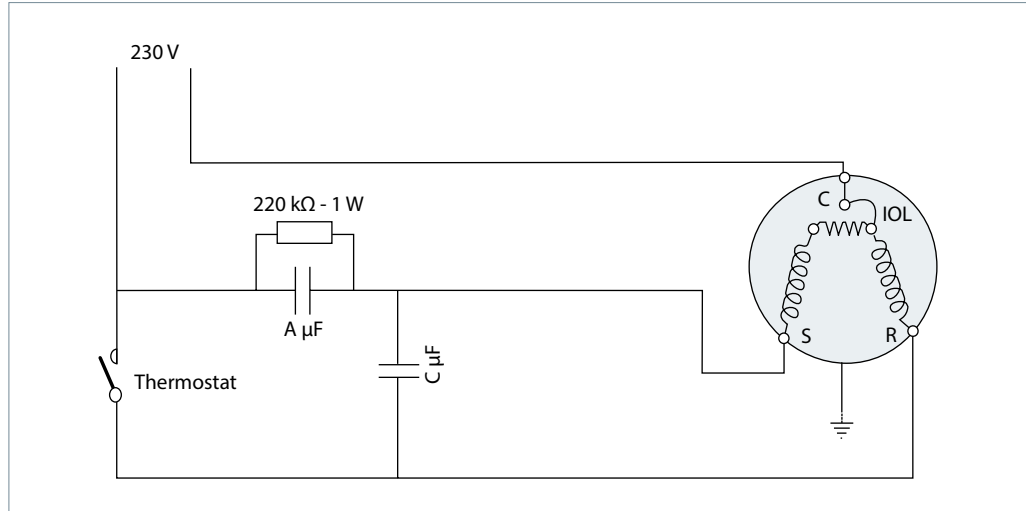 230 V
220 kΩ - 1 W
C
IOL
A µF
S
R
C µF
Thermostat